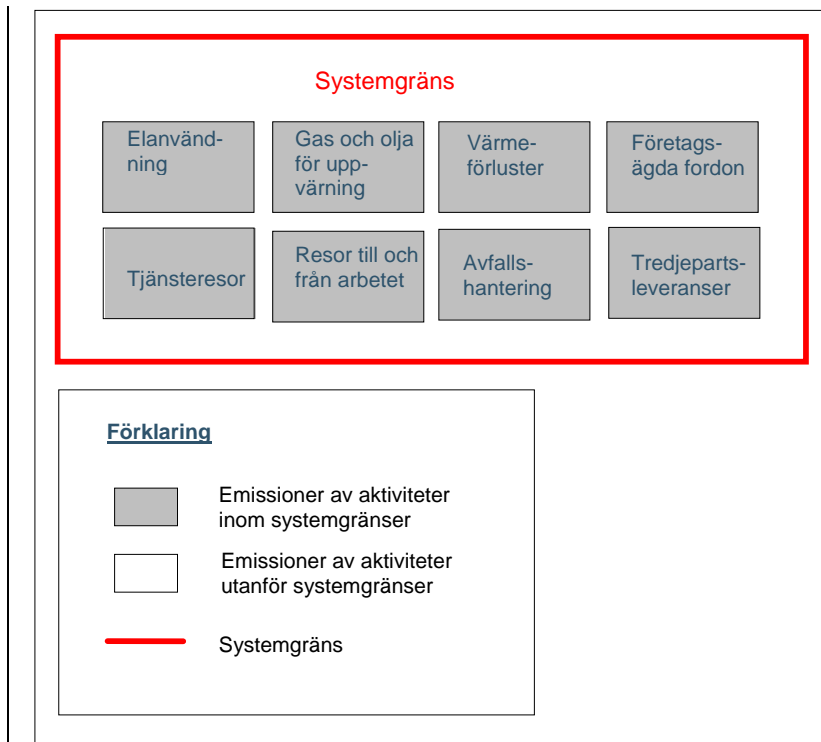 Systemgräns
Elanvänd-
ning
Gas och olja
för upp-
värning
Värme-
förluster
Företags-
ägda fordon
Tjänsteresor
Resor till och
från arbetet
Avfalls-
hantering
Tredjeparts-
leveranser
Förklaring
Emissioner av aktiviteter
inom systemgränser
Emissioner av aktiviteter
utanför systemgränser
Systemgräns